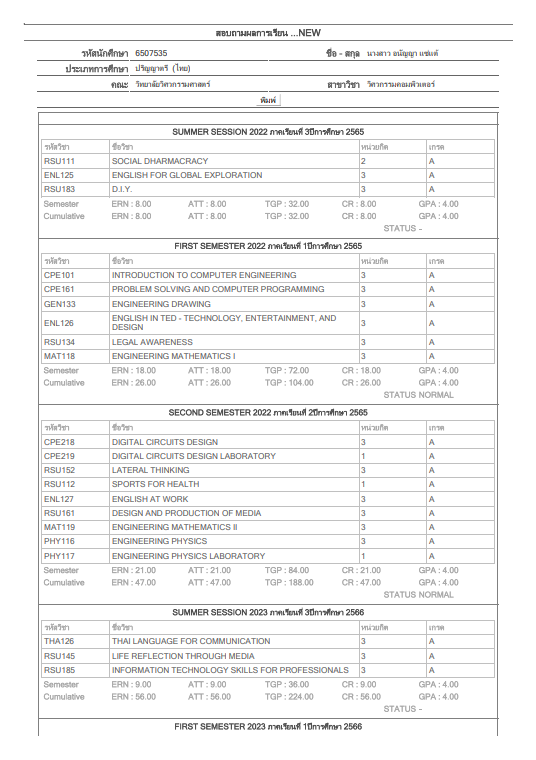 สอบถามผลการเรียน ...NEW
รหัสนักศึกษา 6507535 ชื่อ - สกุล นางสาว อนัญญา แซ่แต้
ประเภทการศึกษา ปริญญาตรี (ไทย)
คณะ วิทยาลัยวิศวกรรมศาสตร์ สาขาวิชา วิศวกรรมคอมพิวเตอร์
พิมพ์
SUMMER SESSION 2022 ภาคเรียนที่ 3ปีการศึกษา 2565
รหัสวิชา ชื่อวิชา หน่วยกิต เกรด
RSU111 SOCIAL DHARMACRACY 2 A
ENL125 ENGLISH FOR GLOBAL EXPLORATION 3 A
RSU183 D.I.Y. 3 A
Semester ERN : 8.00 ATT : 8.00 TGP : 32.00 CR : 8.00 GPA : 4.00
Cumulative ERN : 8.00 ATT : 8.00 TGP : 32.00 CR : 8.00 GPA : 4.00
STATUS -
FIRST SEMESTER 2022 ภาคเรียนที่ 1ปีการศึกษา 2565
รหัสวิชา ชื่อวิชา หน่วยกิต เกรด
CPE101 INTRODUCTION TO COMPUTER ENGINEERING 3 A
CPE161 PROBLEM SOLVING AND COMPUTER PROGRAMMING 3 A
GEN133 ENGINEERING DRAWING 3 A
ENL126 ENGLISH IN TED - TECHNOLOGY, ENTERTAINMENT, AND 3 A
DESIGN
RSU134 LEGAL AWARENESS 3 A
MAT118 ENGINEERING MATHEMATICS I 3 A
Semester ERN : 18.00 ATT : 18.00 TGP : 72.00 CR : 18.00 GPA : 4.00
Cumulative ERN : 26.00 ATT : 26.00 TGP : 104.00 CR : 26.00 GPA : 4.00
STATUS NORMAL
SECOND SEMESTER 2022 ภาคเรียนที่ 2ปีการศึกษา 2565
รหัสวิชา ชื่อวิชา หน่วยกิต เกรด
CPE218 DIGITAL CIRCUITS DESIGN 3 A
CPE219 DIGITAL CIRCUITS DESIGN LABORATORY 1 A
RSU152 LATERAL THINKING 3 A
RSU112 SPORTS FOR HEALTH 1 A
ENL127 ENGLISH AT WORK 3 A
RSU161 DESIGN AND PRODUCTION OF MEDIA 3 A
MAT119 ENGINEERING MATHEMATICS II 3 A
PHY116 ENGINEERING PHYSICS 3 A
PHY117 ENGINEERING PHYSICS LABORATORY 1 A
Semester ERN : 21.00 ATT : 21.00 TGP : 84.00 CR : 21.00 GPA : 4.00
Cumulative ERN : 47.00 ATT : 47.00 TGP : 188.00 CR : 47.00 GPA : 4.00
STATUS NORMAL
SUMMER SESSION 2023 ภาคเรียนที่ 3ปีการศึกษา 2566
รหัสวิชา ชื่อวิชา หน่วยกิต เกรด
THA126 THAI LANGUAGE FOR COMMUNICATION 3 A
RSU145 LIFE REFLECTION THROUGH MEDIA 3 A
RSU185 INFORMATION TECHNOLOGY SKILLS FOR PROFESSIONALS 3 A
Semester ERN : 9.00 ATT : 9.00 TGP : 36.00 CR : 9.00 GPA : 4.00
Cumulative ERN : 56.00 ATT : 56.00 TGP : 224.00 CR : 56.00 GPA : 4.00
STATUS -
FIRST SEMESTER 2023 ภาคเรียนที่ 1ปีการศึกษา 2566